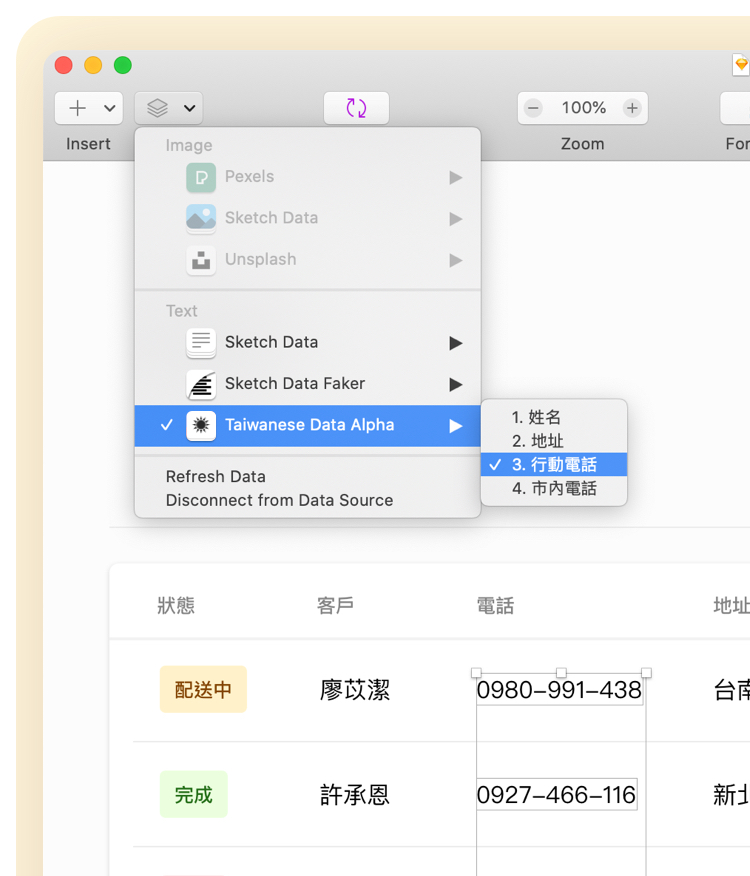 100%
Insert
Zoom
Image
Pexels
Sketch Data
Unsplash
Text
Sketch Data
Sketch Data Faker
✓ Taiwanese Data Alpha
1. 姓名
2. 地址
✓ 3. 行動電話
4. 市內電話
Refresh Data
Disconnect from Data Source
狀態 客戶 電話 地址
配送中 廖苡潔 0980-991-438 台南
完成 許承恩 0927-466-116 新北